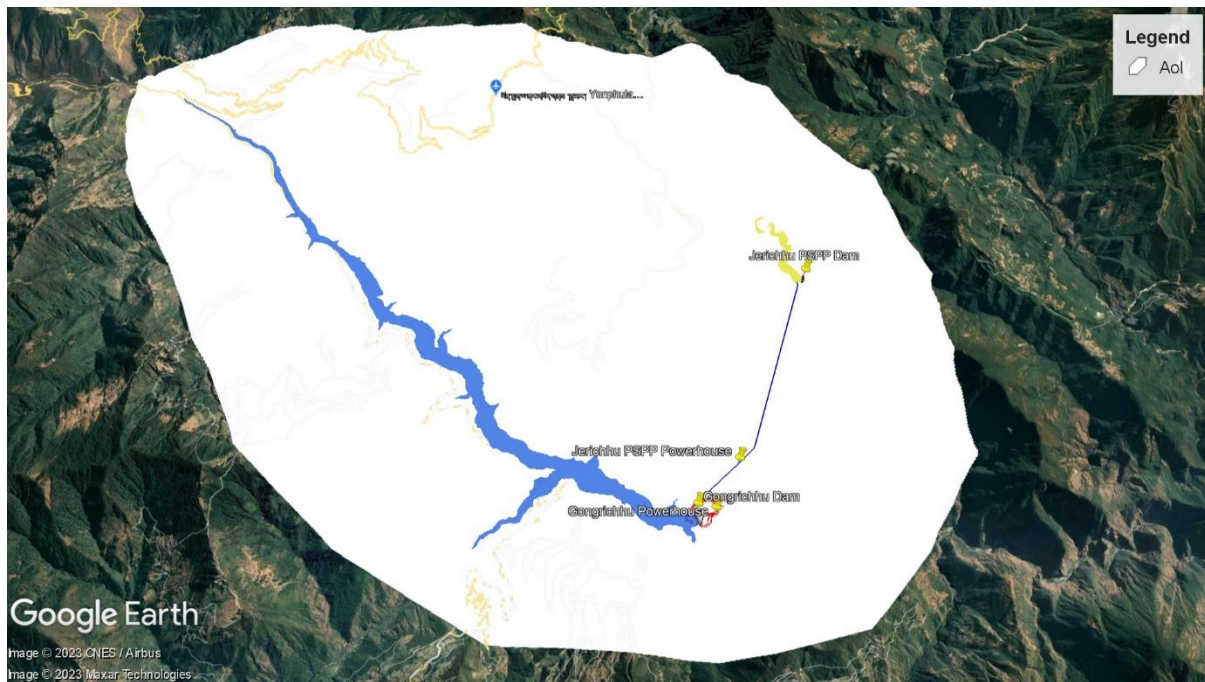 Legend
AoI
Yonphula...
Jerichhu PSPP Dam
Jerichhu PSPP Powerhouse
Gongrichhu Dam
Gongrichhu Powerhouse
Google Earth
Image © 2023 CNES / Airbus
Image © 2023 Maxar Technologies